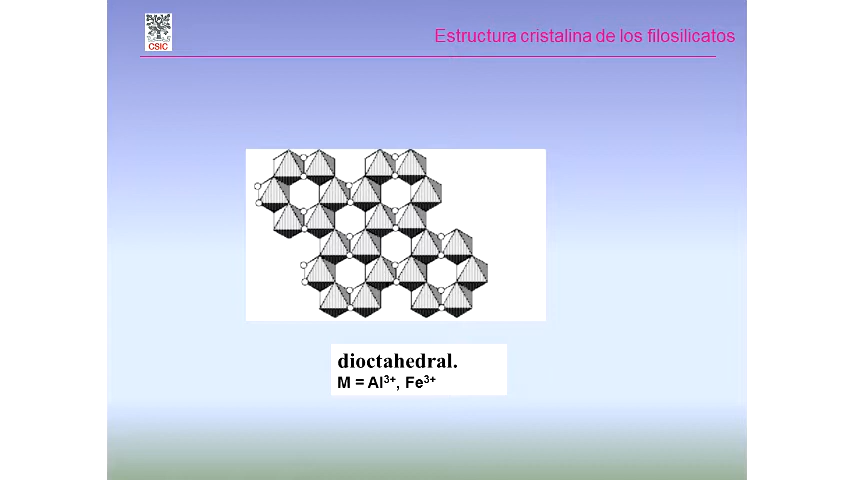 CSIC
Estructura cristalina de los filosilicatos
dioctahedral.
M = Al³⁺, Fe³⁺